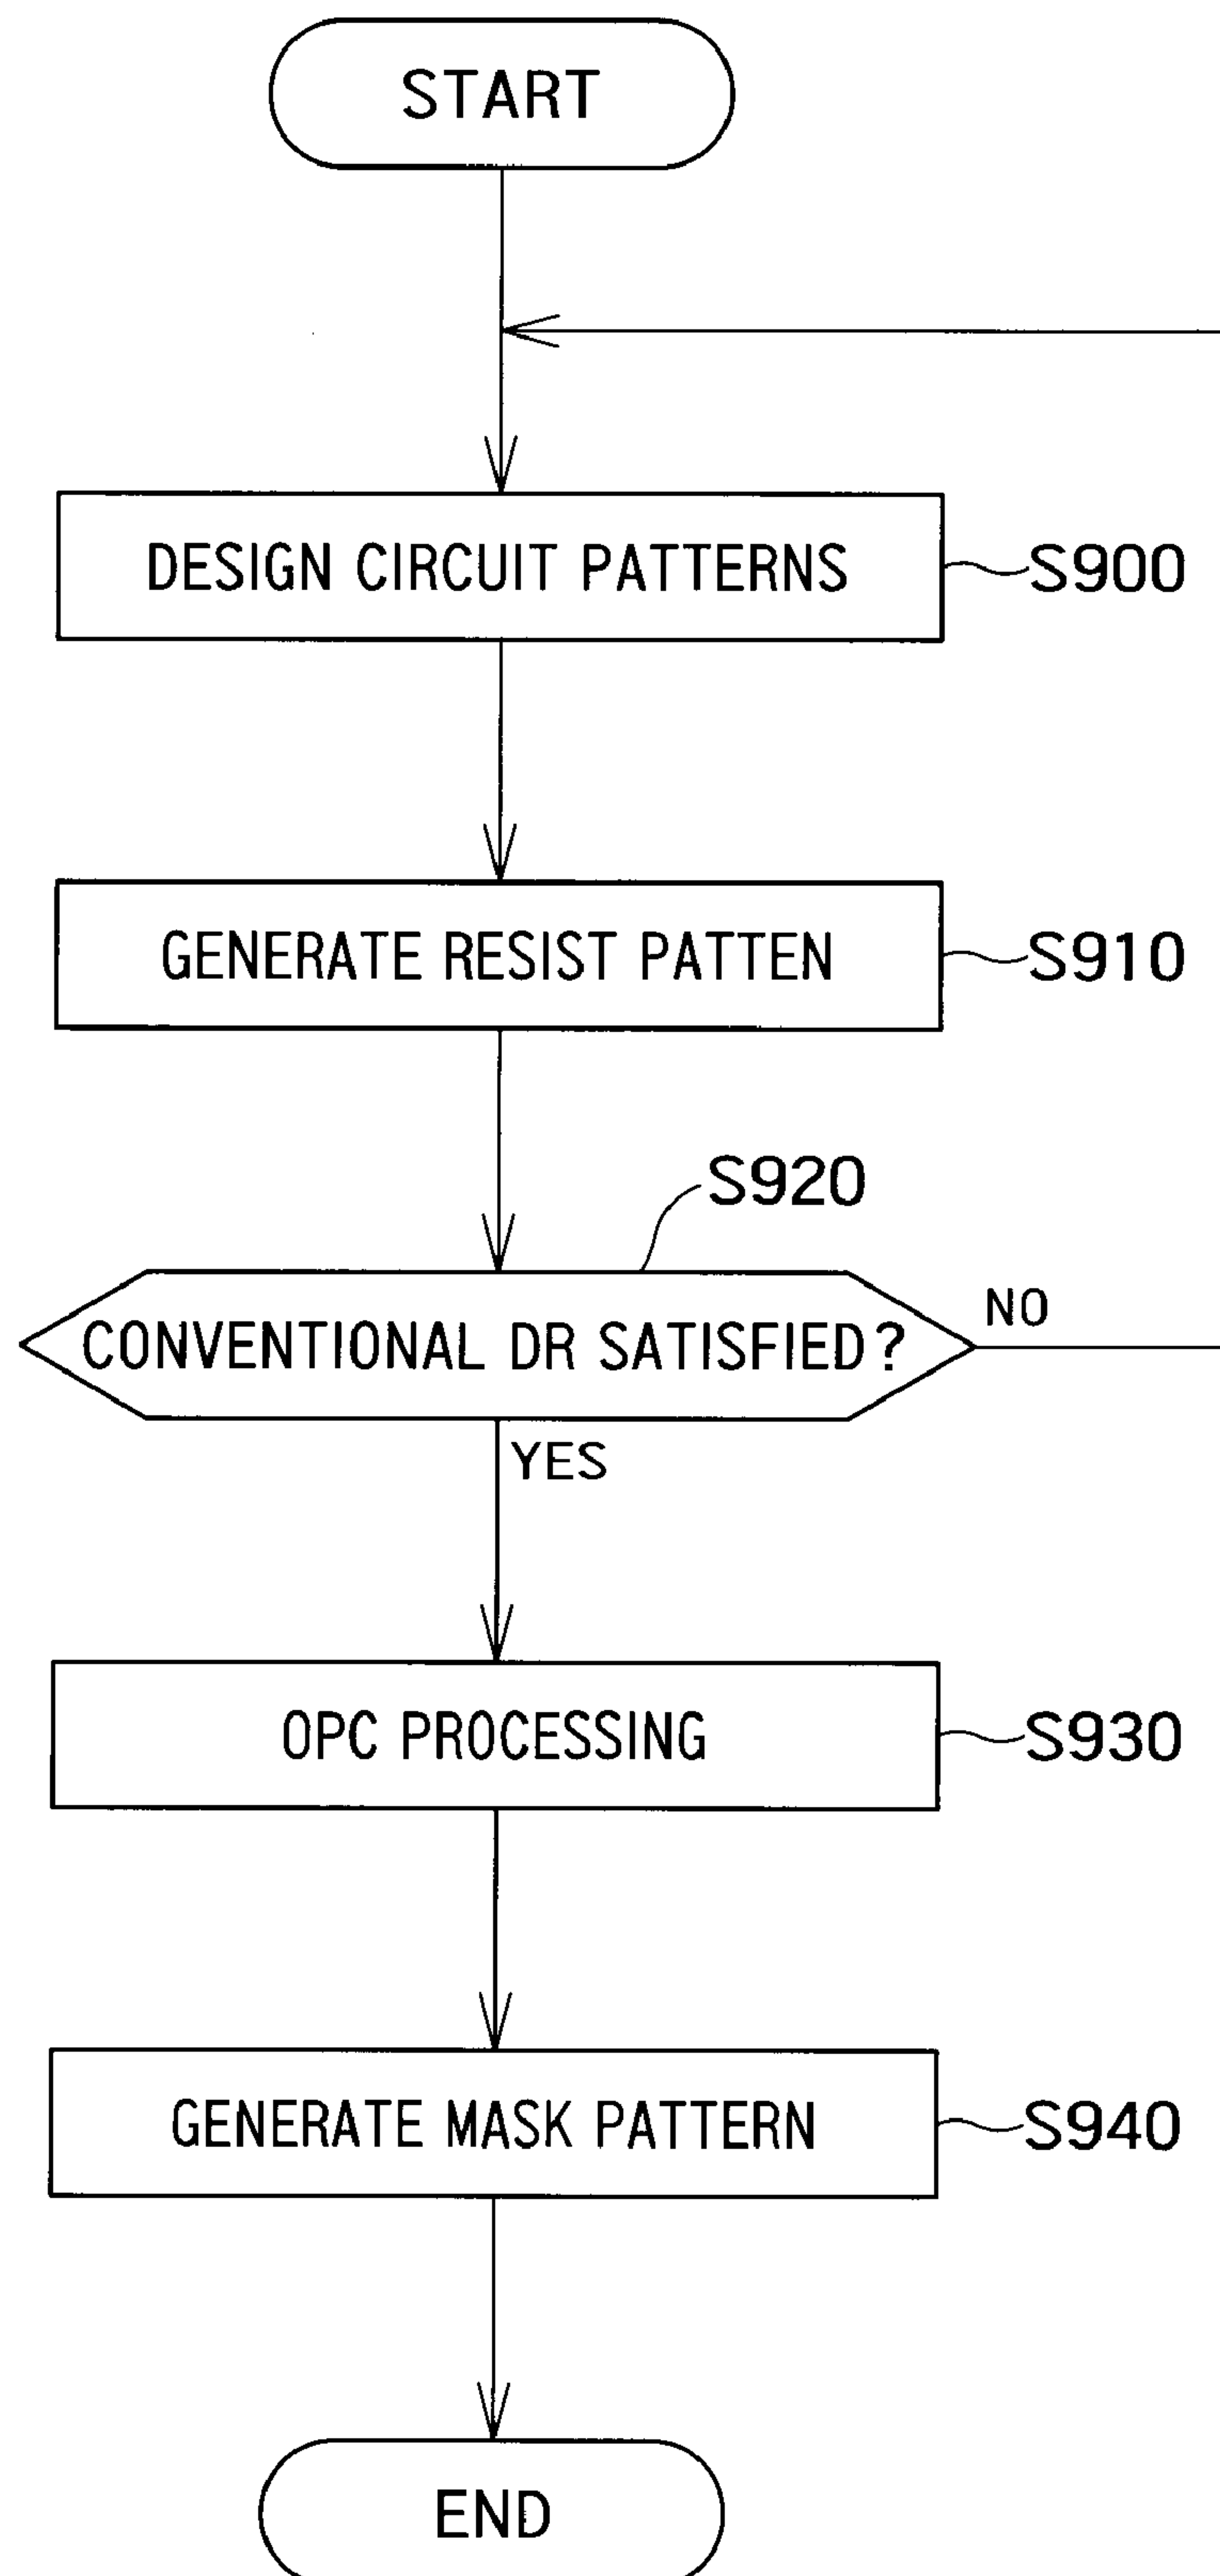 START
DESIGN CIRCUIT PATTERNS
S900
GENERATE RESIST PATTEN
S910
S920
CONVENTIONAL DR SATISFIED?
NO
YES
OPC PROCESSING
S930
GENERATE MASK PATTERN
S940
END